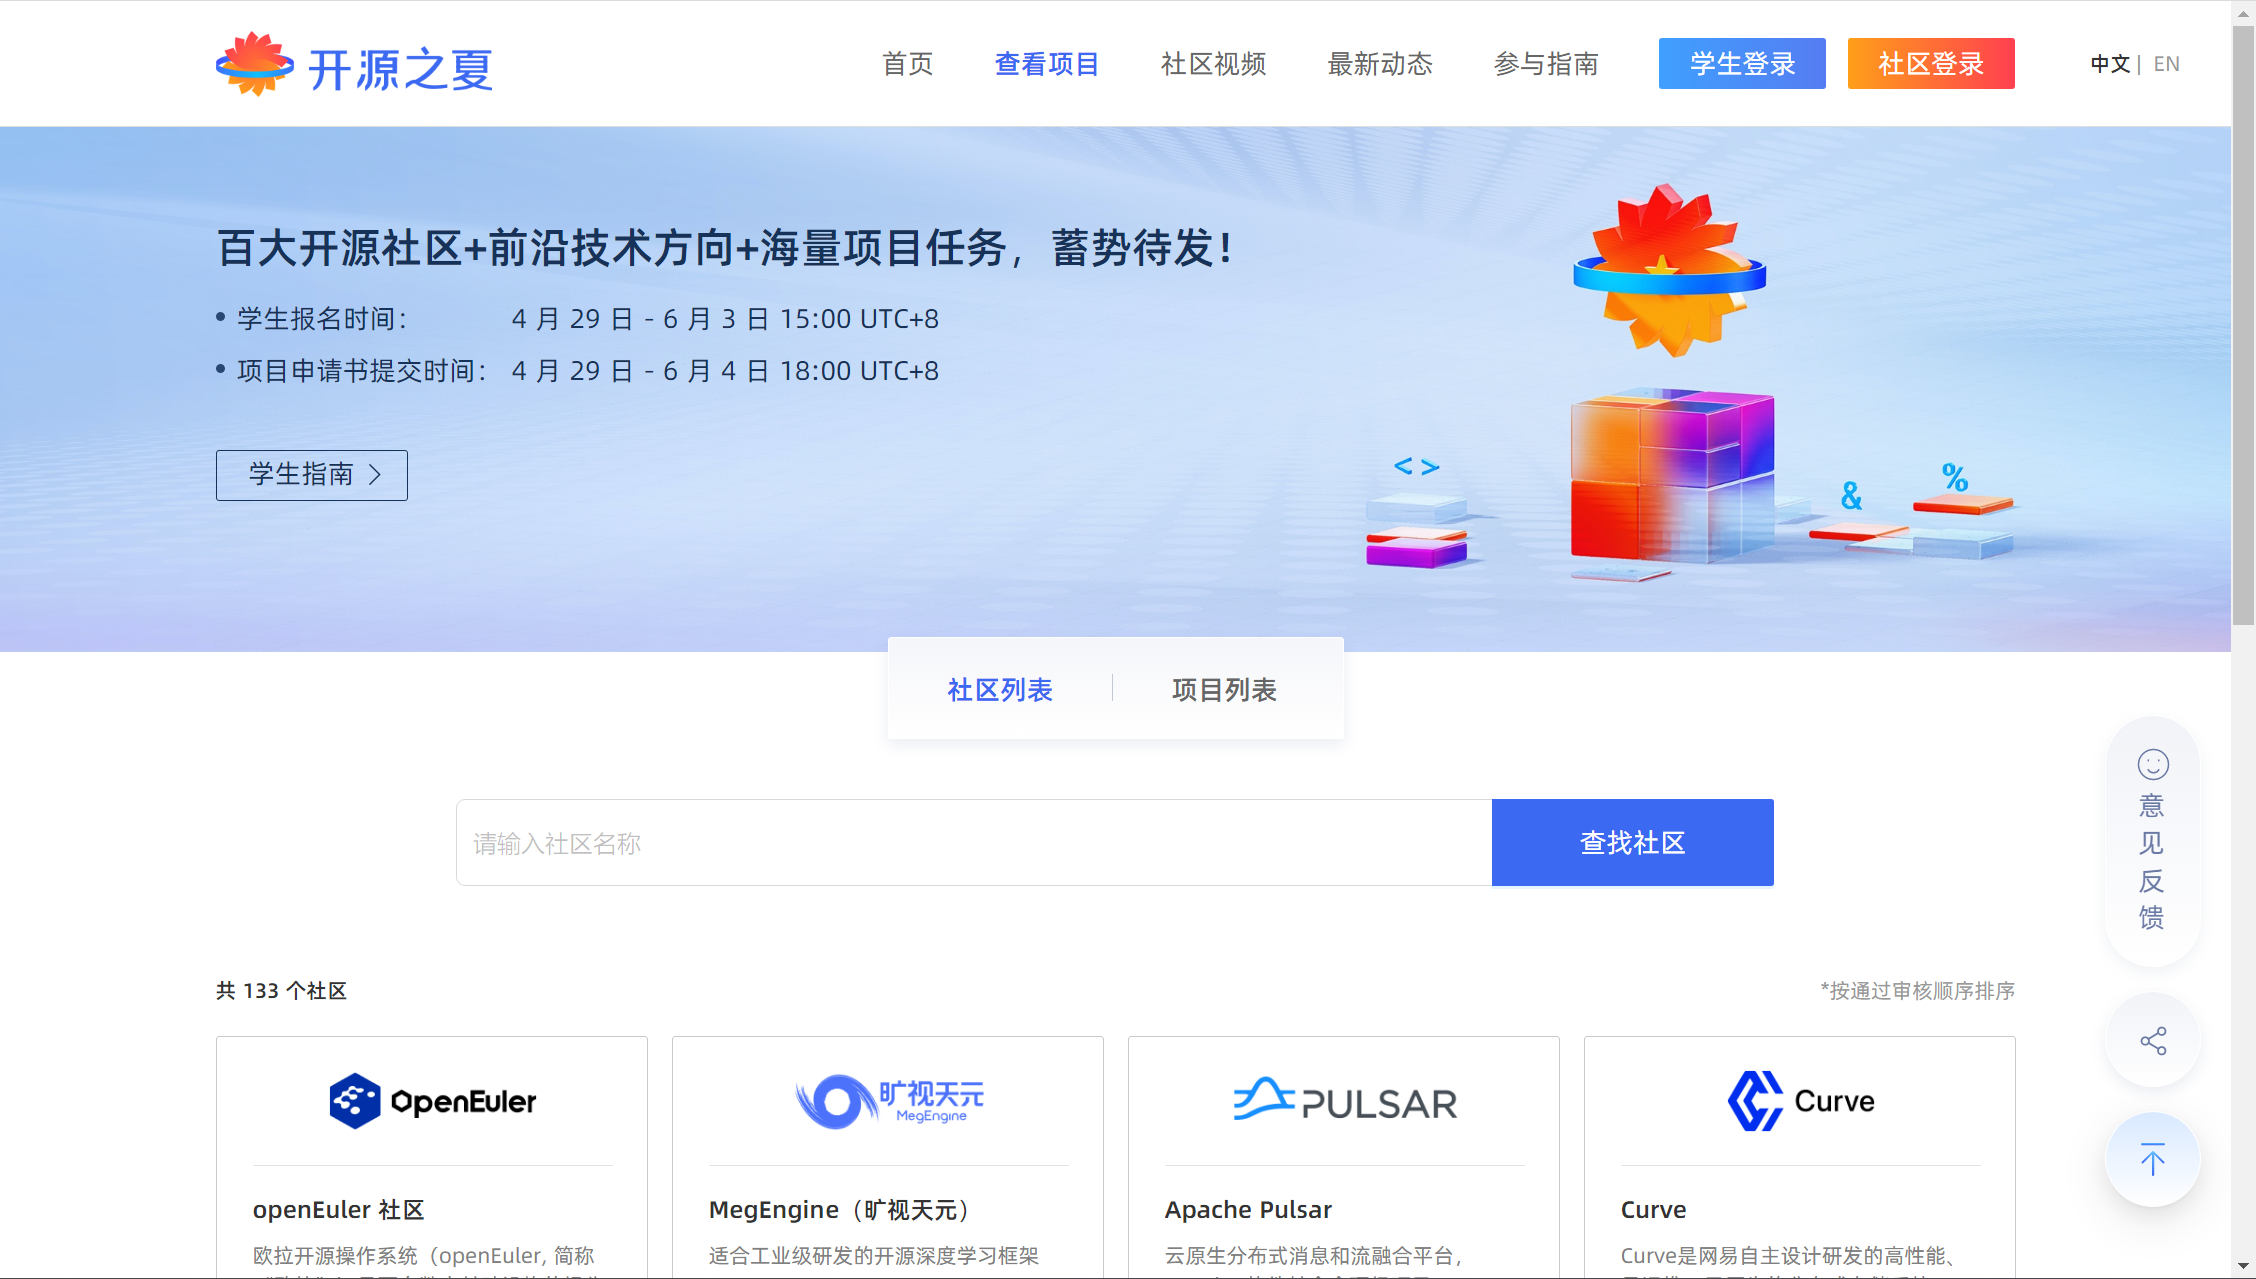 开源之夏
首页 查看项目 社区视频 最新动态 参与指南 学生登录 社区登录 中文 | EN
百大开源社区+前沿技术方向+海量项目任务，蓄势待发！
• 学生报名时间： 4 月 29 日 - 6 月 3 日 15:00 UTC+8
• 项目申请书提交时间： 4 月 29 日 - 6 月 4 日 18:00 UTC+8
学生指南 >
< >
&
%
社区列表 | 项目列表
请输入社区名称 查找社区
意见反馈
共 133 个社区 *按通过审核顺序排序
OpenEuler
旷视天元
MegEngine
PULSAR
Curve
openEuler 社区
欧拉开源操作系统（openEuler, 简称
MegEngine（旷视天元）
适合工业级研发的开源深度学习框架
Apache Pulsar
云原生分布式消息和流融合平台，
Curve
Curve是网易自主设计研发的高性能、